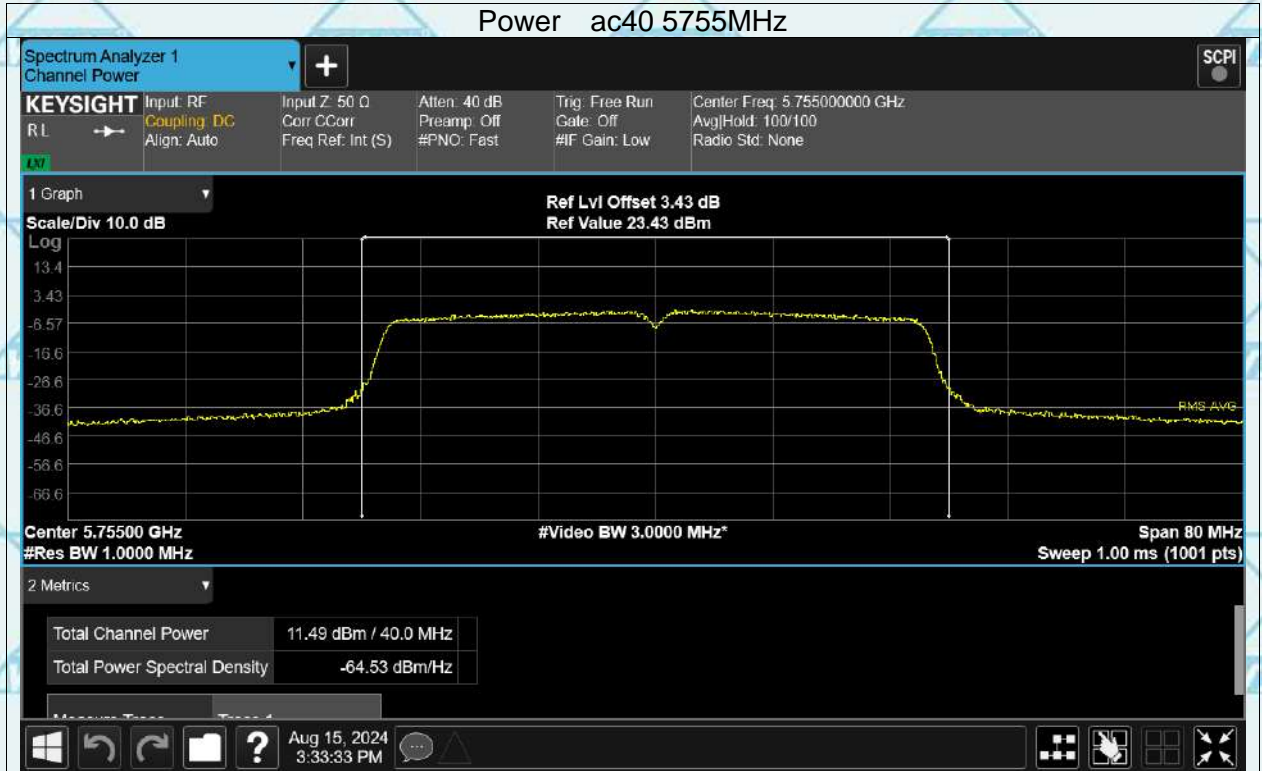 Power ac40 5755MHz
Spectrum Analyzer 1
Channel Power
SCPI
KEYSIGHT
RL
LXI
Input: RF
Coupling: DC
Align: Auto
Input Z: 50 Ω
Corr CCorr
Freq Ref: Int (S)
Atten: 40 dB
Preamp: Off
#PNO: Fast
Trig: Free Run
Gate: Off
#IF Gain: Low
Center Freq: 5.755000000 GHz
Avg|Hold: 100/100
Radio Std: None
1 Graph
Ref Lvl Offset 3.43 dB
Scale/Div 10.0 dB
Ref Value 23.43 dBm
Log
13.4
3.43
-6.57
-16.6
-26.6
-36.6
RMS AVG
-46.6
-56.6
-66.6
Center 5.75500 GHz
#Video BW 3.0000 MHz*
Span 80 MHz
#Res BW 1.0000 MHz
Sweep 1.00 ms (1001 pts)
2 Metrics
Total Channel Power 11.49 dBm / 40.0 MHz
Total Power Spectral Density -64.53 dBm/Hz
Measure Trace Trace 1
Aug 15, 2024
3:33:33 PM